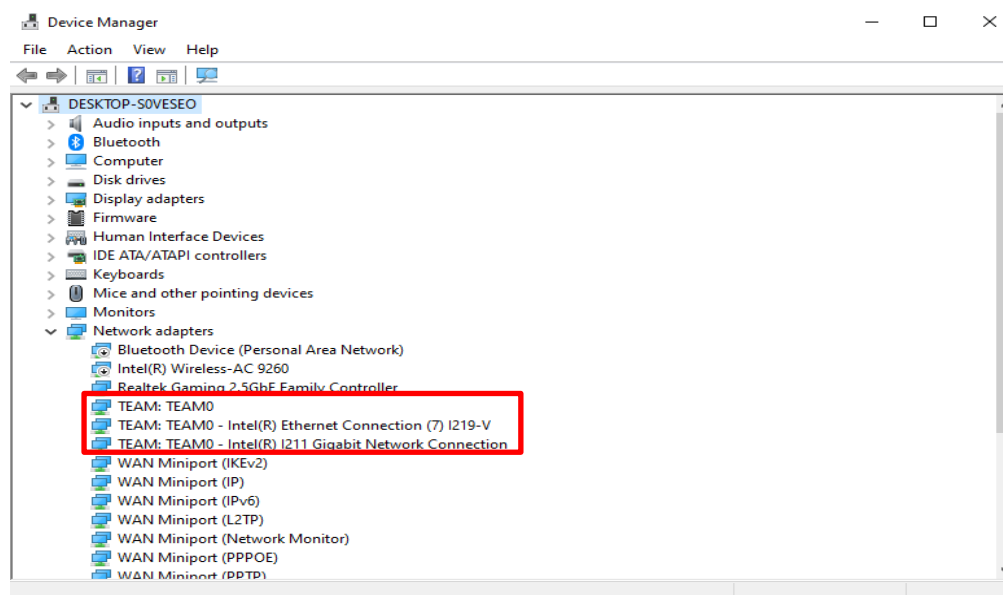 Device Manager
File Action View Help
DESKTOP-S0VESEO
Audio inputs and outputs
Bluetooth
Computer
Disk drives
Display adapters
Firmware
Human Interface Devices
IDE ATA/ATAPI controllers
Keyboards
Mice and other pointing devices
Monitors
Network adapters
Bluetooth Device (Personal Area Network)
Intel(R) Wireless-AC 9260
Realtek Gaming 2.5GbE Family Controller
TEAM: TEAM0
TEAM: TEAM0 - Intel(R) Ethernet Connection (7) I219-V
TEAM: TEAM0 - Intel(R) I211 Gigabit Network Connection
WAN Miniport (IKEv2)
WAN Miniport (IP)
WAN Miniport (IPv6)
WAN Miniport (L2TP)
WAN Miniport (Network Monitor)
WAN Miniport (PPPOE)
WAN Miniport (PPTP)